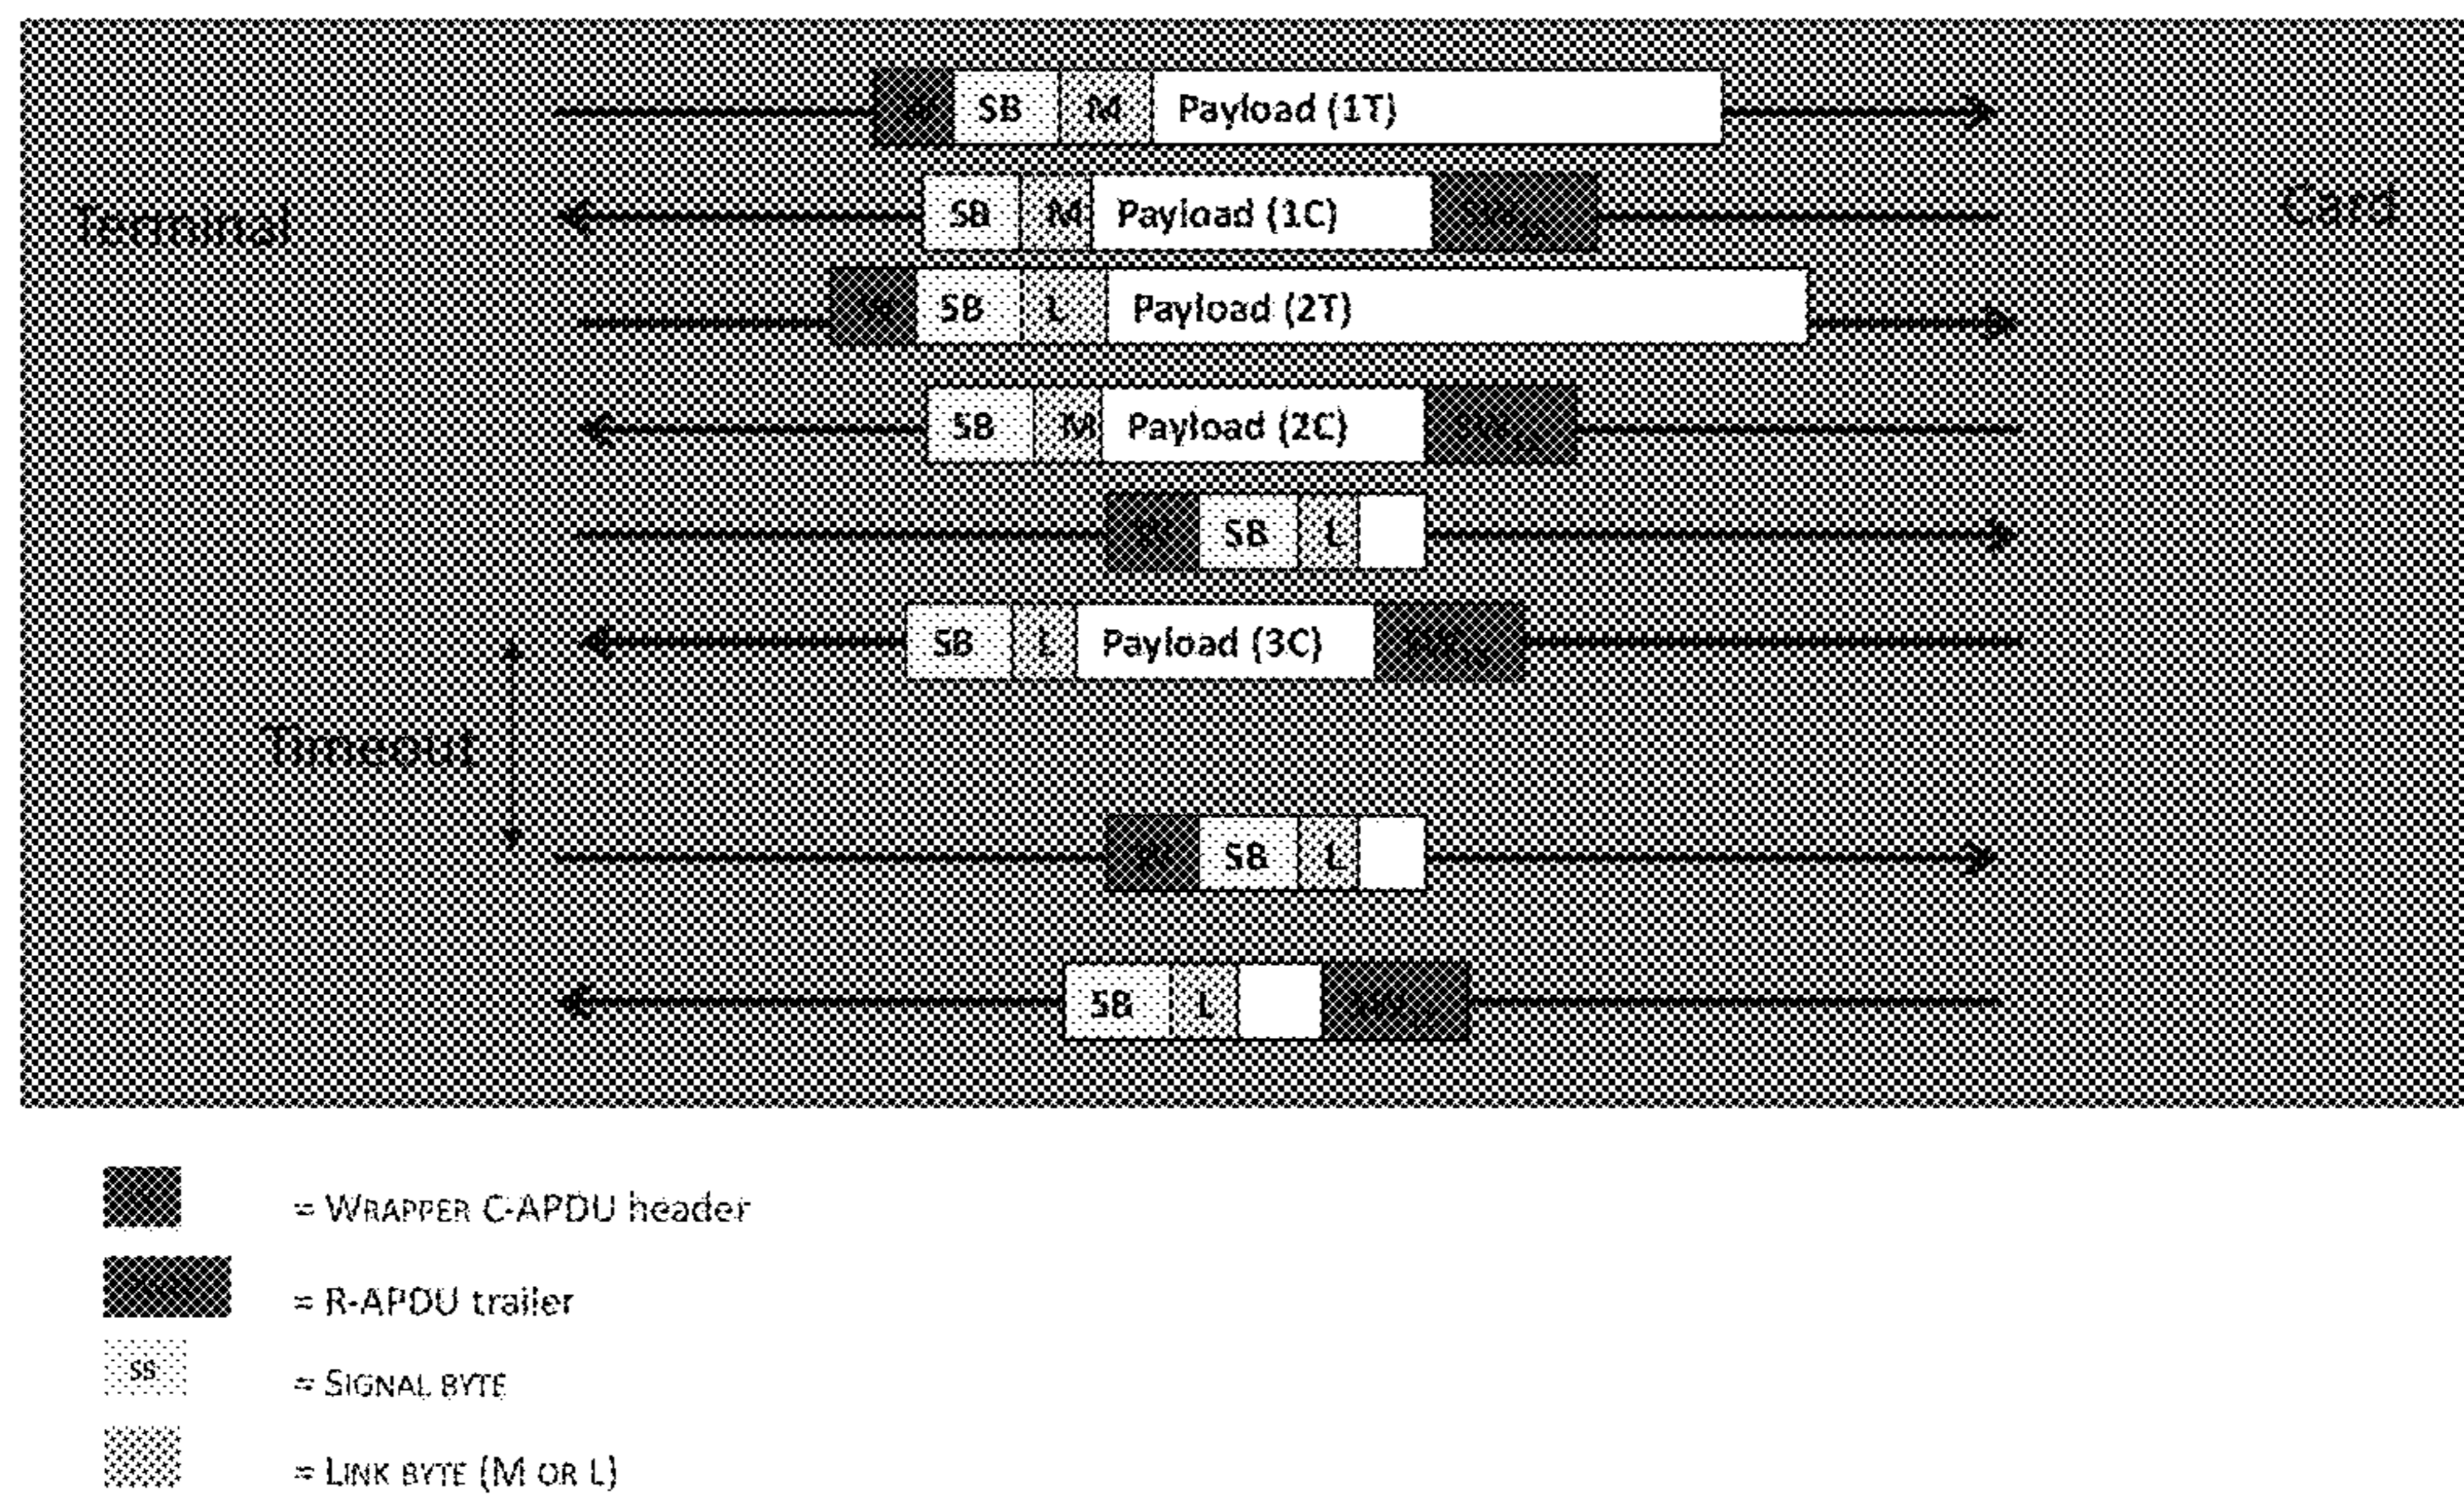 SB M Payload (1T)
Terminal
SB M Payload (1C)
Card
SB L Payload (2T)
SB M Payload (2C)
SB L
SB L Payload (3C)
Timeout
SB L
SB L
= WRAPPER C-APDU header
= R-APDU trailer
SB = SIGNAL BYTE
= LINK BYTE (M OR L)